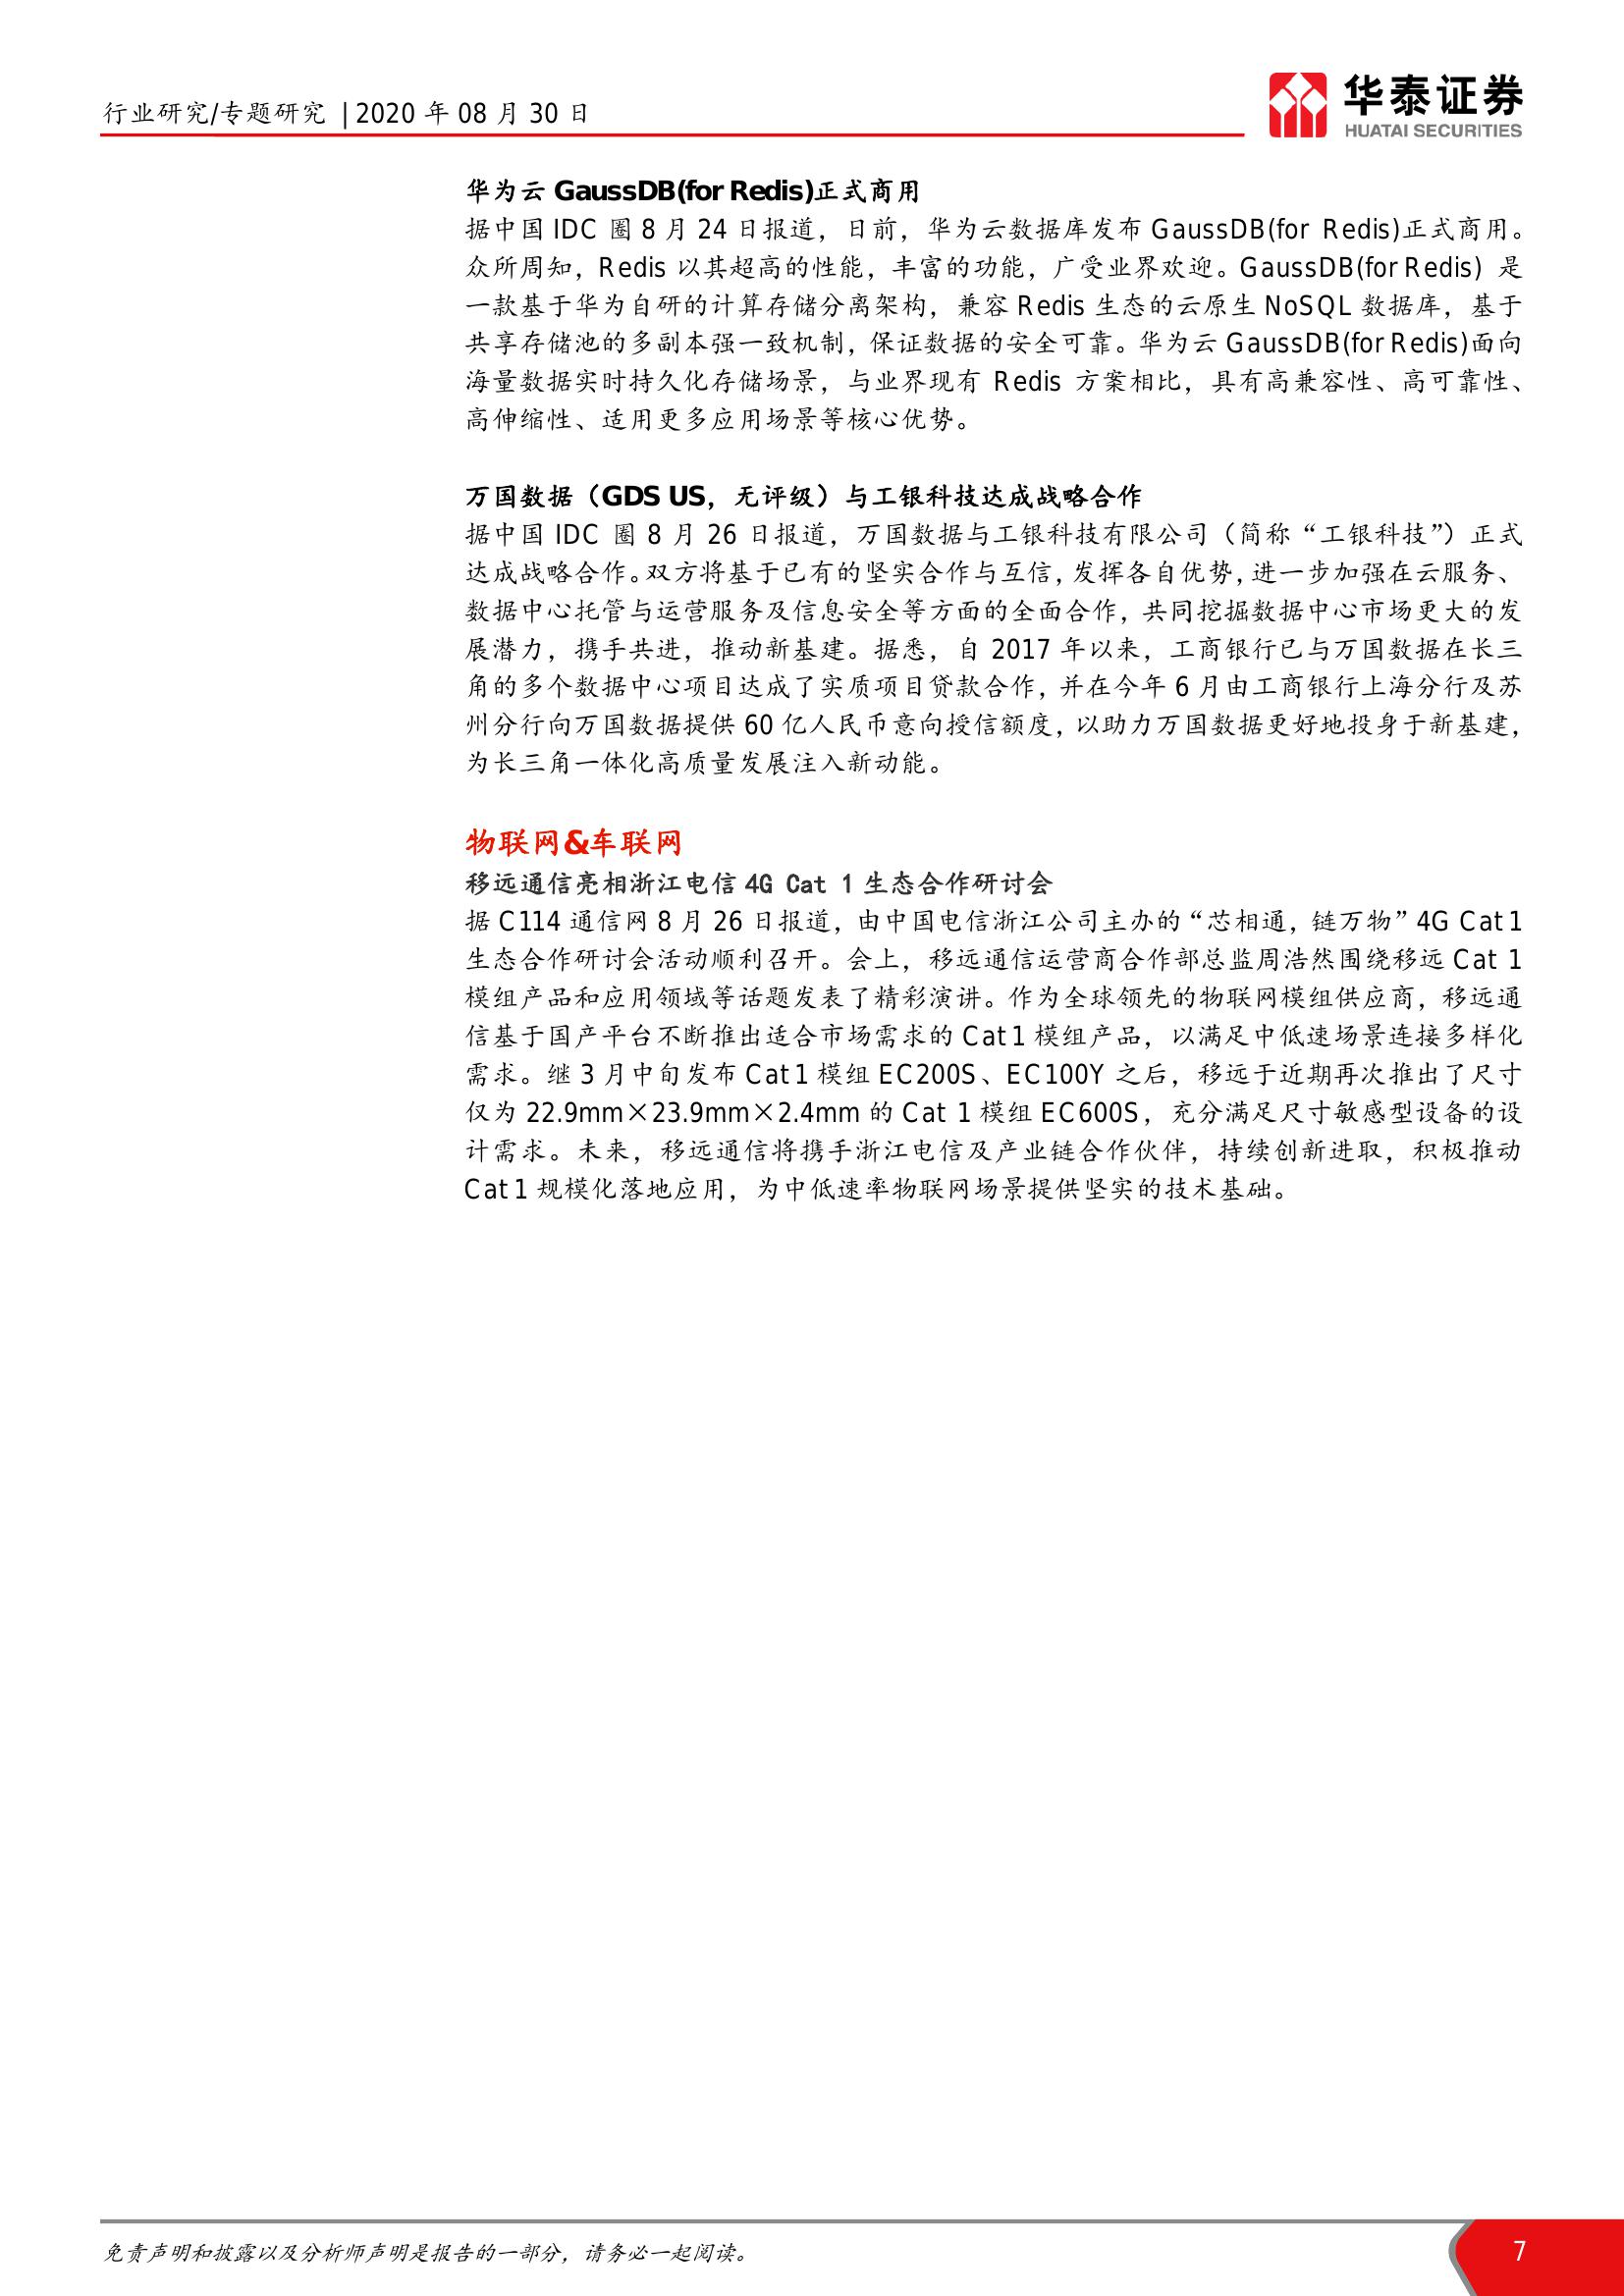 行业研究/专题研究 | 2020 年 08 月 30 日
华泰证券
HUATAI SECURITIES
华为云 GaussDB(for Redis)正式商用
据中国 IDC 圈 8 月 24 日报道，日前，华为云数据库发布 GaussDB(for Redis)正式商用。
众所周知，Redis 以其超高的性能，丰富的功能，广受业界欢迎。GaussDB(for Redis) 是
一款基于华为自研的计算存储分离架构，兼容 Redis 生态的云原生 NoSQL 数据库，基于
共享存储池的多副本强一致机制，保证数据的安全可靠。华为云 GaussDB(for Redis)面向
海量数据实时持久化存储场景，与业界现有 Redis 方案相比，具有高兼容性、高可靠性、
高伸缩性、适用更多应用场景等核心优势。
万国数据（GDS US，无评级）与工银科技达成战略合作
据中国 IDC 圈 8 月 26 日报道，万国数据与工银科技有限公司（简称“工银科技”）正式
达成战略合作。双方将基于已有的坚实合作与互信，发挥各自优势，进一步加强在云服务、
数据中心托管与运营服务及信息安全等方面的全面合作，共同挖掘数据中心市场更大的发
展潜力，携手共进，推动新基建。据悉，自 2017 年以来，工商银行已与万国数据在长三
角的多个数据中心项目达成了实质项目贷款合作，并在今年 6 月由工商银行上海分行及苏
州分行向万国数据提供 60 亿人民币意向授信额度，以助力万国数据更好地投身于新基建，
为长三角一体化高质量发展注入新动能。
物联网&车联网
移远通信亮相浙江电信 4G Cat 1 生态合作研讨会
据 C114 通信网 8 月 26 日报道，由中国电信浙江公司主办的“芯相通，链万物”4G Cat 1
生态合作研讨会活动顺利召开。会上，移远通信运营商合作部总监周浩然围绕移远 Cat 1
模组产品和应用领域等话题发表了精彩演讲。作为全球领先的物联网模组供应商，移远通
信基于国产平台不断推出适合市场需求的 Cat 1 模组产品，以满足中低速场景连接多样化
需求。继 3 月中旬发布 Cat 1 模组 EC200S、EC100Y 之后，移远于近期再次推出了尺寸
仅为 22.9mm×23.9mm×2.4mm 的 Cat 1 模组 EC600S，充分满足尺寸敏感型设备的设
计需求。未来，移远通信将携手浙江电信及产业链合作伙伴，持续创新进取，积极推动
Cat 1 规模化落地应用，为中低速率物联网场景提供坚实的技术基础。
免责声明和披露以及分析师声明是报告的一部分，请务必一起阅读。
7